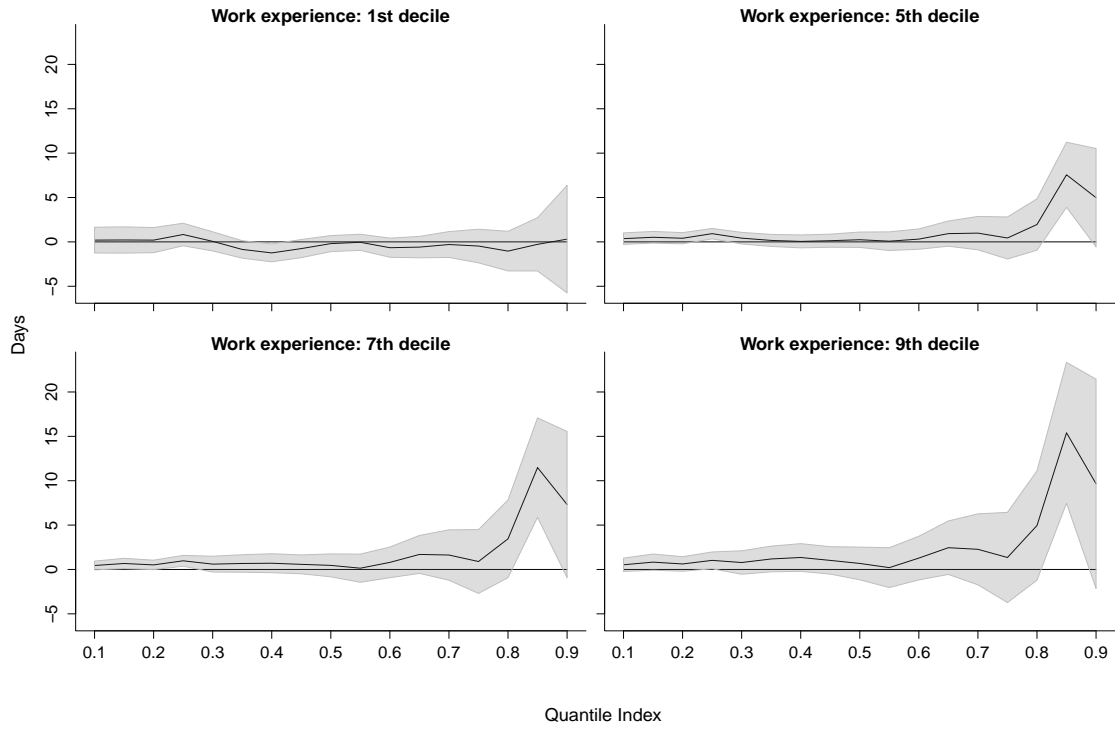 Work experience: 1st decile
Work experience: 5th decile
20
15
10
5
0
−5
Work experience: 7th decile
Work experience: 9th decile
20
15
10
5
0
−5
Days
0.1 0.2 0.3 0.4 0.5 0.6 0.7 0.8 0.9
0.1 0.2 0.3 0.4 0.5 0.6 0.7 0.8 0.9
Quantile Index